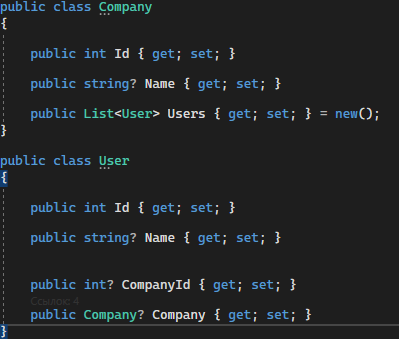 public class Company
{
public int Id { get; set; }
public string? Name { get; set; }
public List<User> Users { get; set; } = new();
}
public class User
{
public int Id { get; set; }
public string? Name { get; set; }
public int? CompanyId { get; set; }
Ссылок: 4
public Company? Company { get; set; }
}